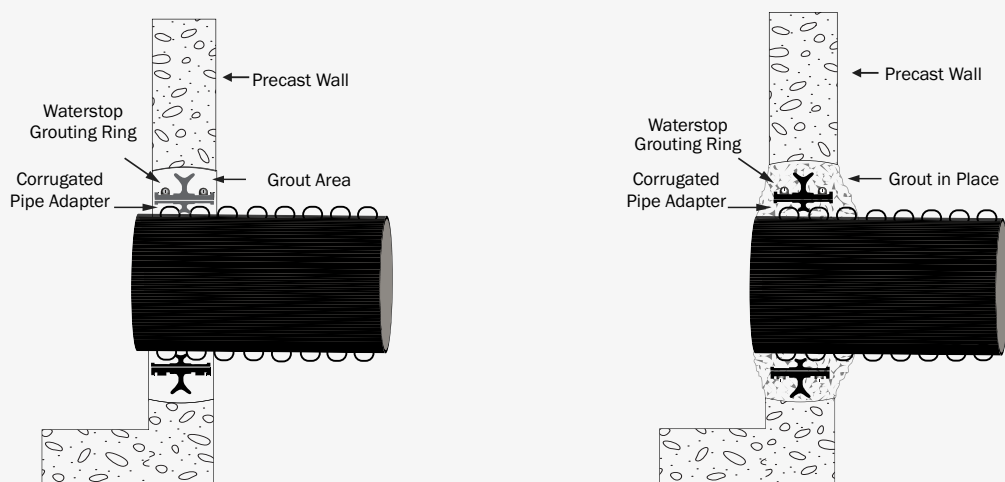 Precast Wall
Waterstop
Grouting Ring
Corrugated
Pipe Adapter
Grout Area
Precast Wall
Waterstop
Grouting Ring
Corrugated
Pipe Adapter
Grout in Place